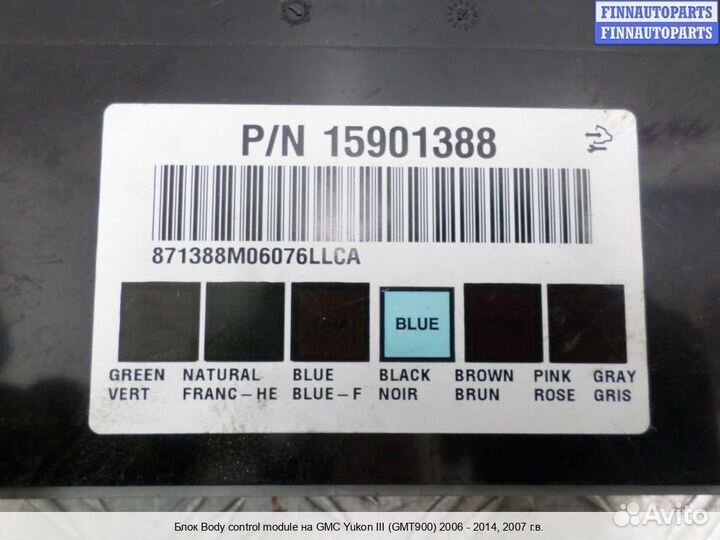 FINNAUTOPARTS
FINNAUTOPARTS
P/N 15901388
871388M06076LLCA
BLUE
GREEN NATURAL BLUE BLACK BROWN PINK GRAY
VERT FRANC-HE BLUE-F NOIR BRUN ROSE GRIS
Avito
Блок Body control module на GMC Yukon III (GMT900) 2006 - 2014, 2007 г.в.